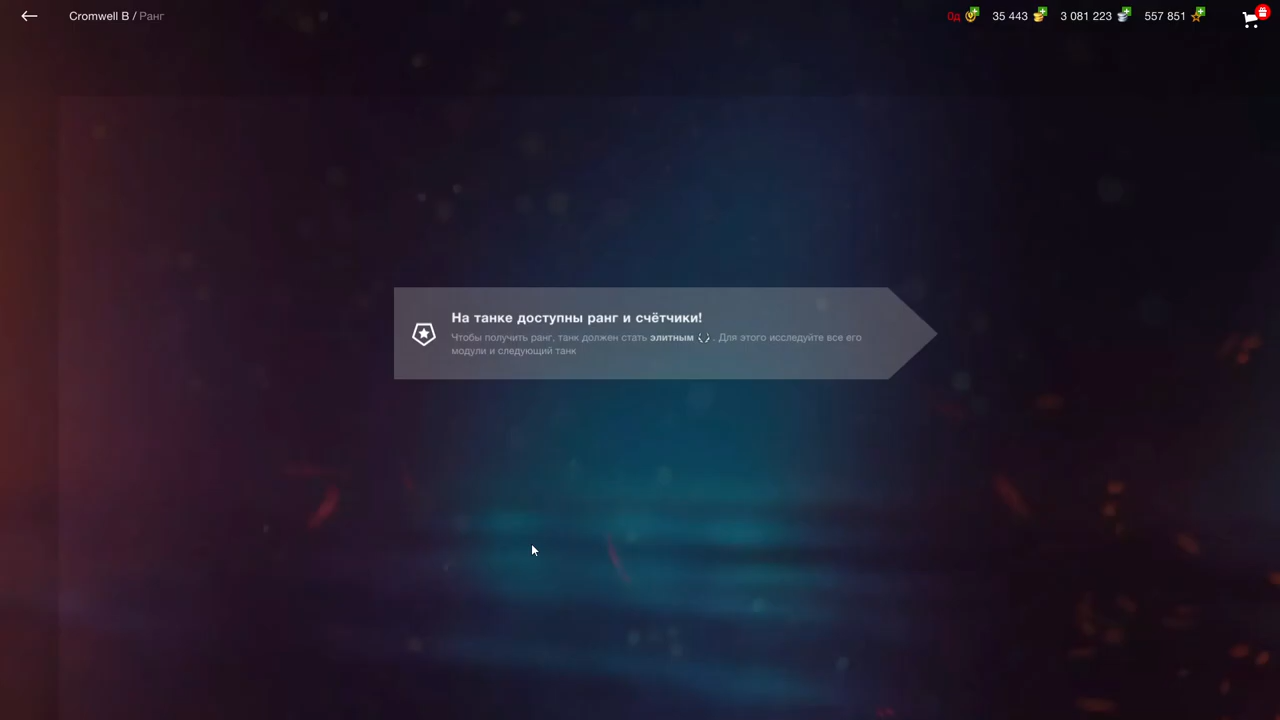 Cromwell B / Ранг
0д 35 443 3 081 223 557 851
На танке доступны ранг и счётчики!
Чтобы получить ранг, танк должен стать элитным . Для этого исследуйте все его
модули и следующий танк